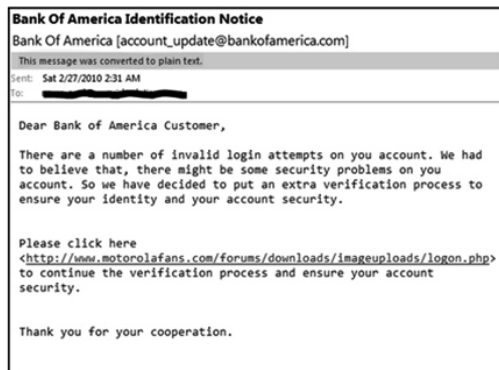 Bank Of America Identification Notice
Bank Of America [account_update@bankofamerica.com]
This message was converted to plain text.
Sent: Sat 2/27/2010 2:31 AM
To:
Dear Bank of America Customer,
There are a number of invalid login attempts on you account. We had
to believe that, there might be some security problems on you
account. So we have decided to put an extra verification process to
ensure your identity and your account security.
Please click here
<http://www.motorolafans.com/forums/downloads/imageuploads/logon.php>
to continue the verification process and ensure your account
security.
Thank you for your cooperation.